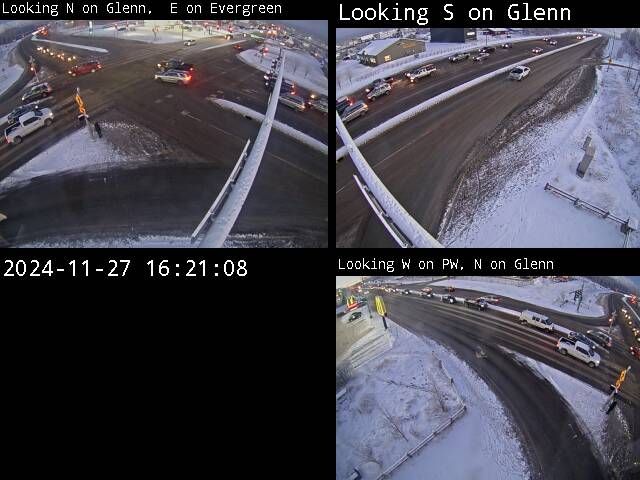 Looking N on Glenn,  E on Evergreen
Looking S on Glenn
2024-11-27 16:21:08
Looking W on PW, N on Glenn